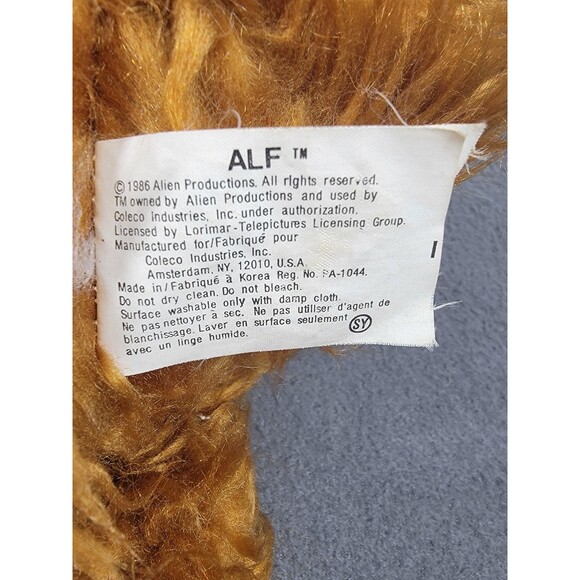 ALF ™
© 1986 Alien Productions. All rights reserved.
TM owned by Alien Productions and used by
Coleco Industries, Inc. under authorization.
Licensed by Lorimar-Telepictures Licensing Group.
Manufactured for/Fabriqué pour
Coleco Industries, Inc.
Amsterdam, NY, 12010, U.S.A.
Made in/Fabriqué à Korea Reg. No. PA-1044.
Do not dry clean. Do not bleach.
Surface washable only with damp cloth.
Ne pas nettoyer à sec. Ne pas utiliser d'agent de
blanchissage. Laver en surface seulement
avec un linge humide.
SY
I